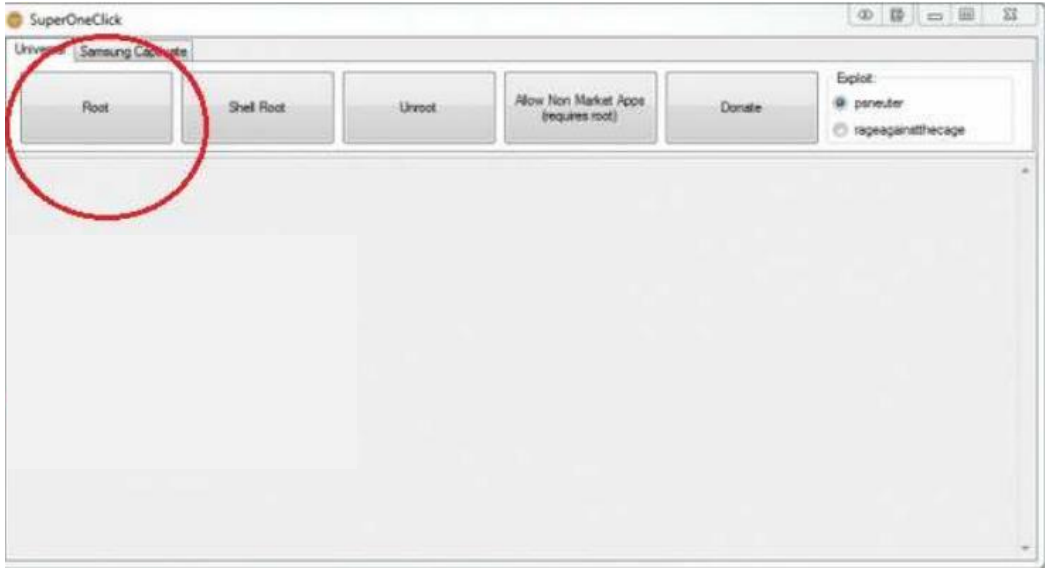 SuperOneClick
Universal
Samsung Captivate
Root
Shell Root
Unroot
Allow Non Market Apps
(requires root)
Donate
Exploit:
psneuter
rageagainstthecage